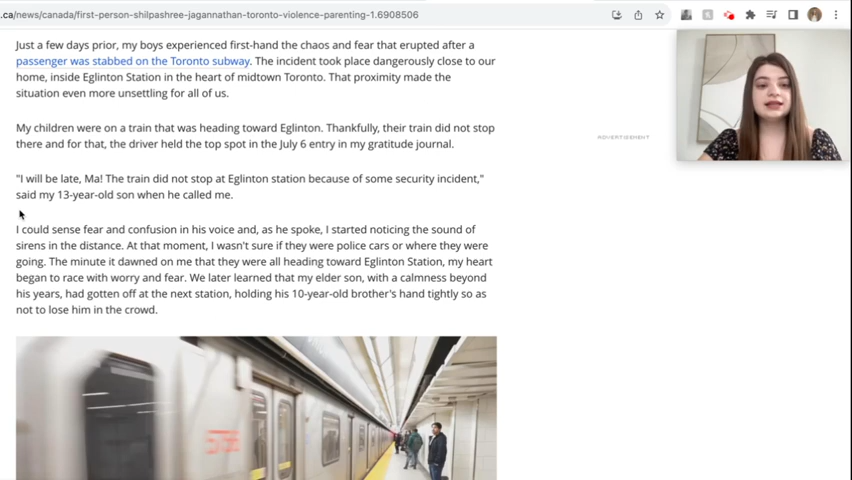 .ca/news/canada/first-person-shilpashree-jagannathan-toronto-violence-parenting-1.6908506
Just a few days prior, my boys experienced first-hand the chaos and fear that erupted after a
passenger was stabbed on the Toronto subway. The incident took place dangerously close to our
home, inside Eglinton Station in the heart of midtown Toronto. That proximity made the
situation even more unsettling for all of us.
My children were on a train that was heading toward Eglinton. Thankfully, their train did not stop
there and for that, the driver held the top spot in the July 6 entry in my gratitude journal.
ADVERTISEMENT
"I will be late, Ma! The train did not stop at Eglinton station because of some security incident,"
said my 13-year-old son when he called me.
I could sense fear and confusion in his voice and, as he spoke, I started noticing the sound of
sirens in the distance. At that moment, I wasn't sure if they were police cars or where they were
going. The minute it dawned on me that they were all heading toward Eglinton Station, my heart
began to race with worry and fear. We later learned that my elder son, with a calmness beyond
his years, had gotten off at the next station, holding his 10-year-old brother's hand tightly so as
not to lose him in the crowd.